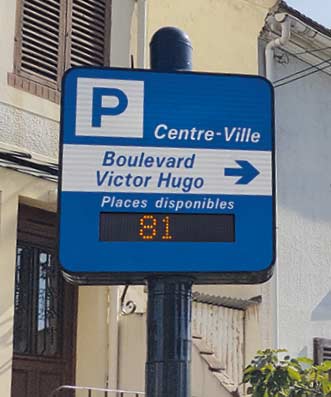 P
Centre-Ville
Boulevard
Victor Hugo
Places disponibles
81